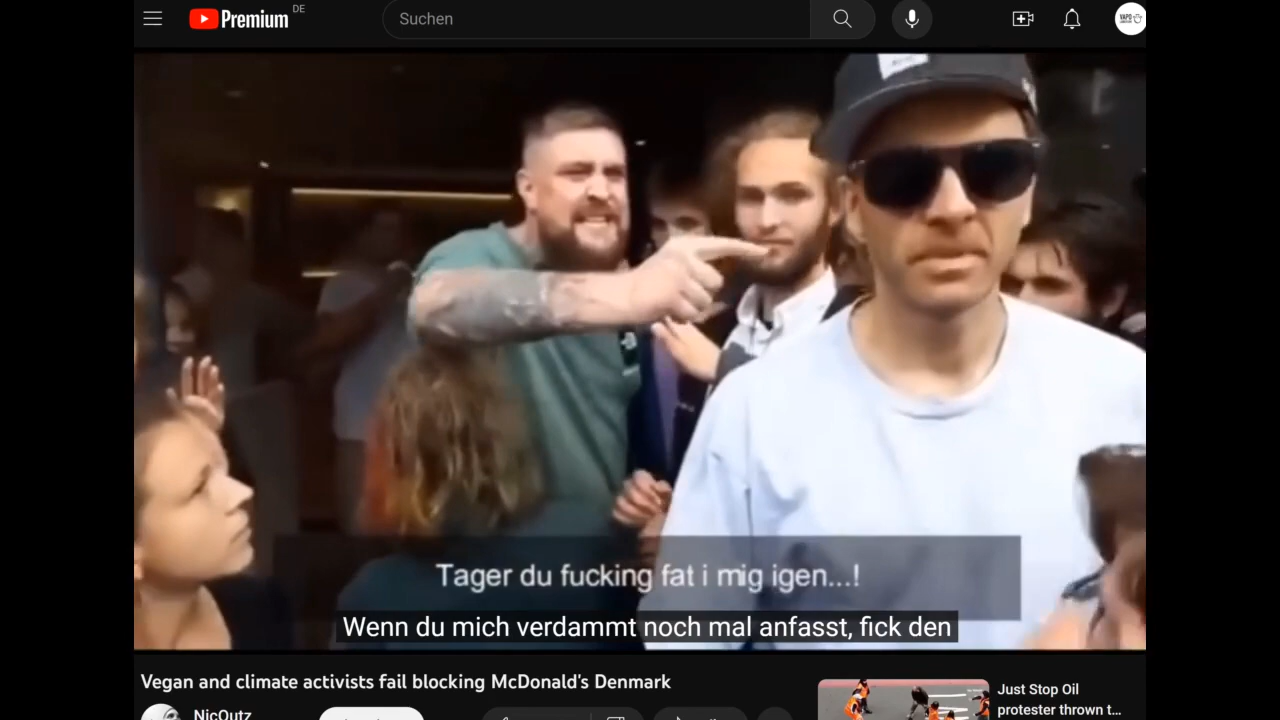 Premium DE
Suchen
Tager du fucking fat i mig igen...!
Wenn du mich verdammt noch mal anfasst, fick den
Vegan and climate activists fail blocking McDonald's Denmark
NicOutz
Just Stop Oil
protester thrown t...